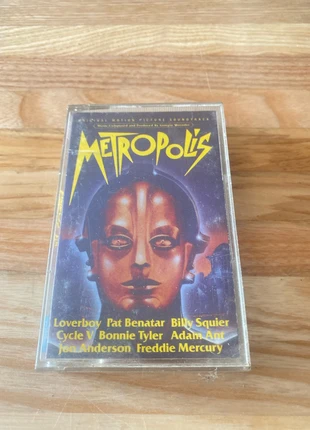 ORIGINAL MOTION PICTURE SOUNDTRACK
Music Composed and Produced by Giorgio Moroder
METROPOLIS
Loverboy Pat Benatar Billy Squier
Cycle V Bonnie Tyler Adam Ant
Jon Anderson Freddie Mercury